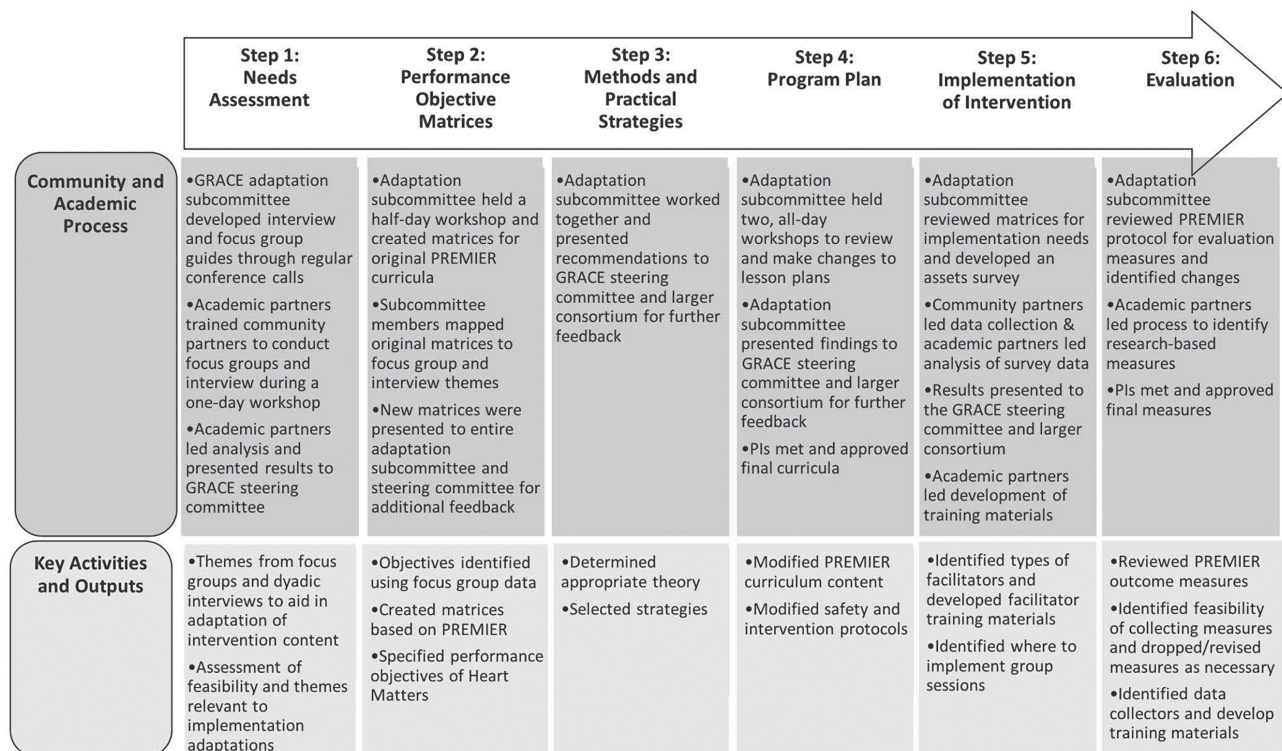 Step 1:
Needs
Assessment
Step 2:
Performance
Objective
Matrices
Step 3:
Methods and
Practical
Strategies
Step 4:
Program Plan
Step 5:
Implementation
of Intervention
Step 6:
Evaluation
Community and
Academic
Process
•GRACE adaptation
subcommittee
developed interview
and focus group
guides through regular
conference calls
•Academic partners
trained community
partners to conduct
focus groups and
interview during a
one-day workshop
•Academic partners
led analysis and
presented results to
GRACE steering
committee
•Adaptation
subcommittee held a
half-day workshop and
created matrices for
original PREMIER
curricula
•Subcommittee
members mapped
original matrices to
focus group and
interview themes
•New matrices were
presented to entire
adaptation
subcommittee and
steering committee for
additional feedback
•Adaptation
subcommittee worked
together and
presented
recommendations to
GRACE steering
committee and larger
consortium for further
feedback
•Adaptation
subcommittee held
two, all-day
workshops to review
and make changes to
lesson plans
•Adaptation
subcommittee
presented findings to
GRACE steering
committee and larger
consortium for further
feedback
•PIs met and approved
final curricula
•Adaptation
subcommittee
reviewed matrices for
implementation needs
and developed an
assets survey
•Community partners
led data collection &
academic partners led
analysis of survey data
•Results presented to
the GRACE steering
committee and larger
consortium
•Academic partners
led development of
training materials
•Adaptation
subcommittee
reviewed PREMIER
protocol for evaluation
measures and
identified changes
•Academic partners
led process to identify
research-based
measures
•PIs met and approved
final measures
Key Activities
and Outputs
•Themes from focus
groups and dyadic
interviews to aid in
adaptation of
intervention content
•Assessment of
feasibility and themes
relevant to
implementation
adaptations
•Objectives identified
using focus group data
•Created matrices
based on PREMIER
•Specified performance
objectives of Heart
Matters
•Determined
appropriate theory
•Selected strategies
•Modified PREMIER
curriculum content
•Modified safety and
intervention protocols
•Identified types of
facilitators and
developed facilitator
training materials
•Identified where to
implement group
sessions
•Reviewed PREMIER
outcome measures
•Identified feasibility
of collecting measures
and dropped/revised
measures as necessary
•Identified data
collectors and develop
training materials